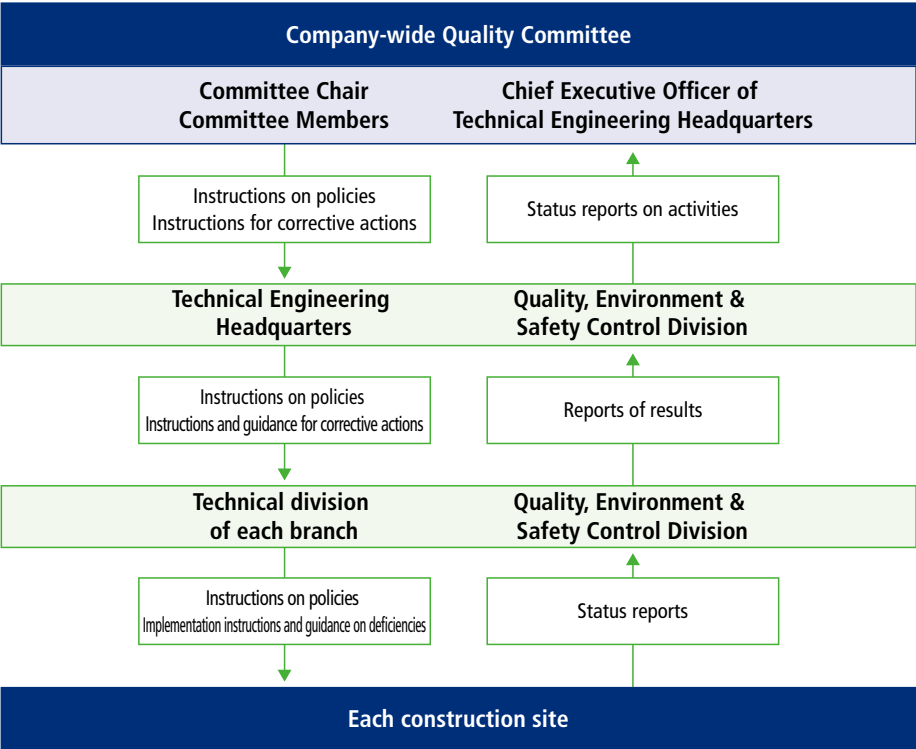 Company-wide Quality Committee
Committee Chair
Committee Members
Chief Executive Officer of
Technical Engineering Headquarters
Instructions on policies
Instructions for corrective actions
Status reports on activities
Technical Engineering
Headquarters
Quality, Environment &
Safety Control Division
Instructions on policies
Instructions and guidance for corrective actions
Reports of results
Technical division
of each branch
Quality, Environment &
Safety Control Division
Instructions on policies
Implementation instructions and guidance on deficiencies
Status reports
Each construction site